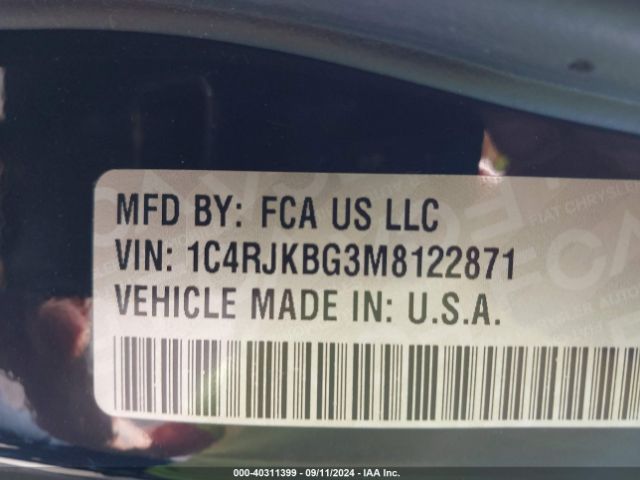 MFD BY: FCA US LLC
VIN: 1C4RJKBG3M8122871
VEHICLE MADE IN: U.S.A.
000-40311399 - 09/11/2024 - IAA Inc.